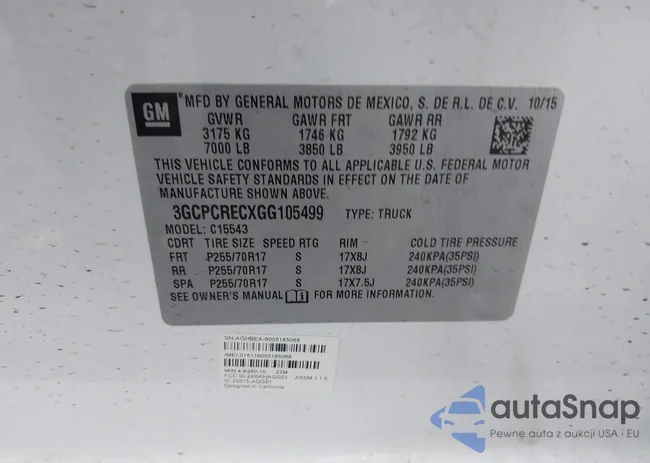 GM
*MFD BY GENERAL MOTORS DE MEXICO, S. DE R.L. DE C.V. 10/15
GVWR GAWR FRT GAWR RR
3175 KG 1746 KG 1792 KG
7000 LB 3850 LB 3950 LB
THIS VEHICLE CONFORMS TO ALL APPLICABLE U.S. FEDERAL MOTOR
VEHICLE SAFETY STANDARDS IN EFFECT ON THE DATE OF
MANUFACTURE SHOWN ABOVE.
3GCPCRECXGG105499 TYPE: TRUCK
MODEL: C15543
CDRT TIRE SIZE SPEED RTG RIM COLD TIRE PRESSURE
FRT P255/70R17 S 17X8J 240KPA(35PSI)
RR P255/70R17 S 17X8J 240KPA(35PSI)
SPA P255/70R17 S 17X7.5J 240KPA(35PSI)
SEE OWNER'S MANUAL FOR MORE INFORMATION.
SN:AGHBEA-6005185068
IMEI:015116005185068
Designed in California
autaSnap
Pewne auta z aukcji USA i EU